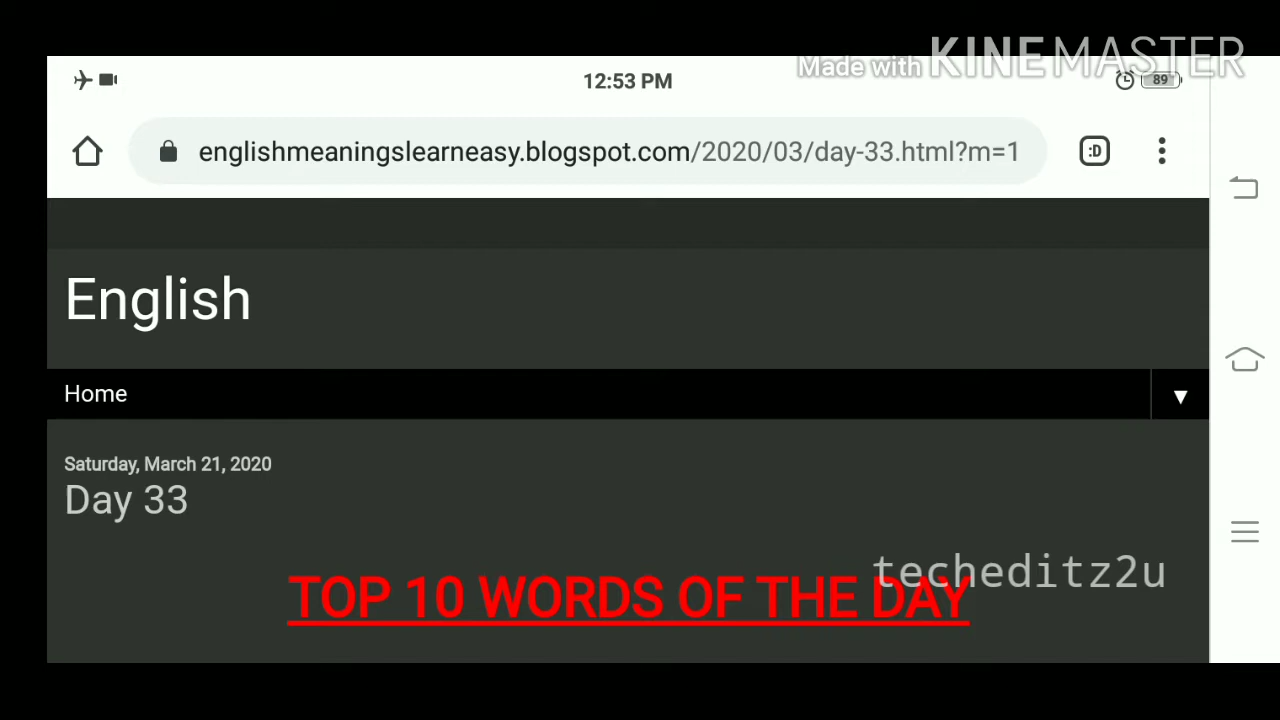 Made with KINEMASTER
12:53 PM
89
englishmeaningslearneasy.blogspot.com/2020/03/day-33.html?m=1
:D
English
Home
Saturday, March 21, 2020
Day 33
techeditz2u
TOP 10 WORDS OF THE DAY